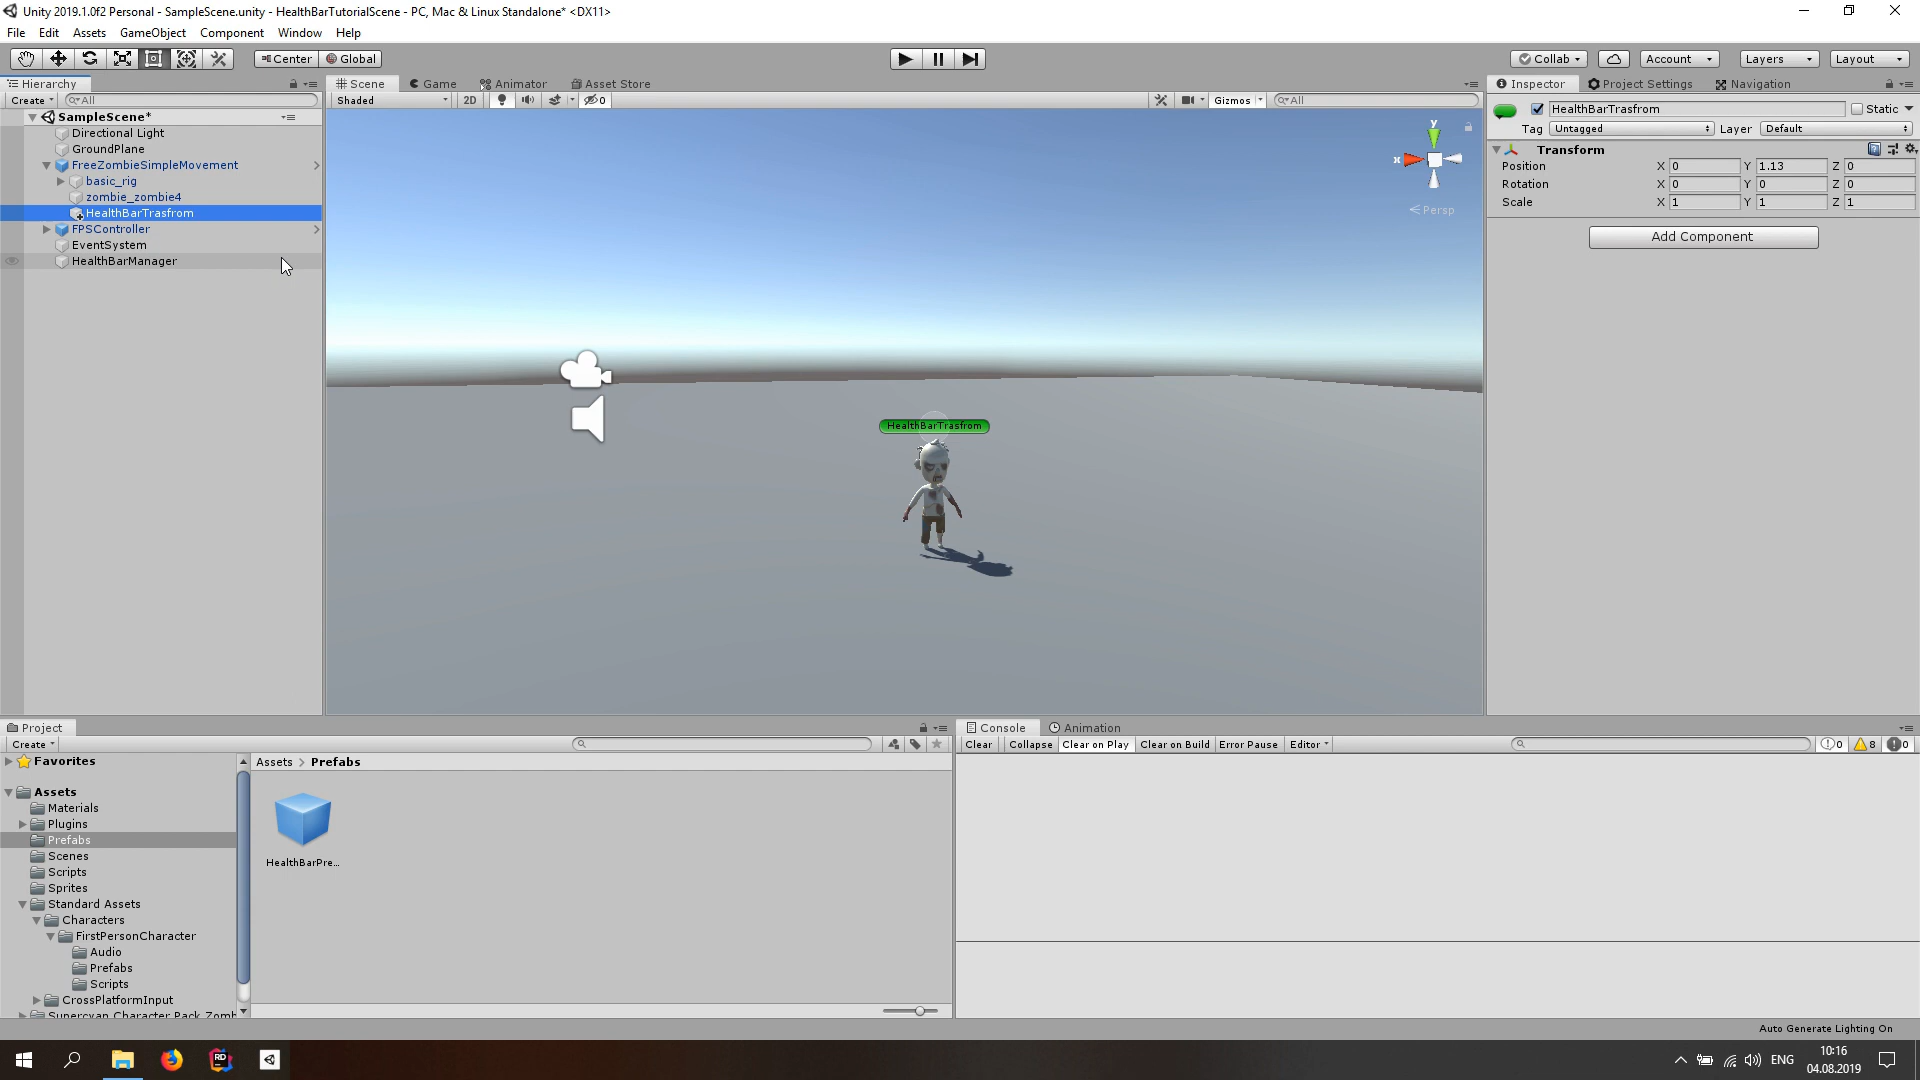 Unity 2019.1.0f2 Personal - SampleScene.unity - HealthBarTutorialScene - PC, Mac & Linux Standalone* <DX11>
File Edit Assets GameObject Component Window Help
Center Global Collab Account Layers Layout
Hierarchy
Create All
SampleScene*
Directional Light
GroundPlane
FreeZombieSimpleMovement
basic_rig
zombie_zombie4
HealthBarTrasfrom
FPSController
EventSystem
HealthBarManager
Scene Game Animator Asset Store
Shaded 2D 0 Gizmos All
y
x
Persp
HealthBarTrasfrom
Inspector Project Settings Navigation
HealthBarTrasfrom Static
Tag Untagged Layer Default
Transform
Position X 0 Y 1.13 Z 0
Rotation X 0 Y 0 Z 0
Scale X 1 Y 1 Z 1
Add Component
Project
Create
Favorites
Assets
Materials
Plugins
Prefabs
Scenes
Scripts
Sprites
Standard Assets
Characters
FirstPersonCharacter
Audio
Prefabs
Scripts
CrossPlatformInput
Supercyan Character Pack Zomb
Assets > Prefabs
HealthBarPre...
Console Animation
Clear Collapse Clear on Play Clear on Build Error Pause Editor 0 8 0
Auto Generate Lighting On
RD
ENG
10:16
04.08.2019